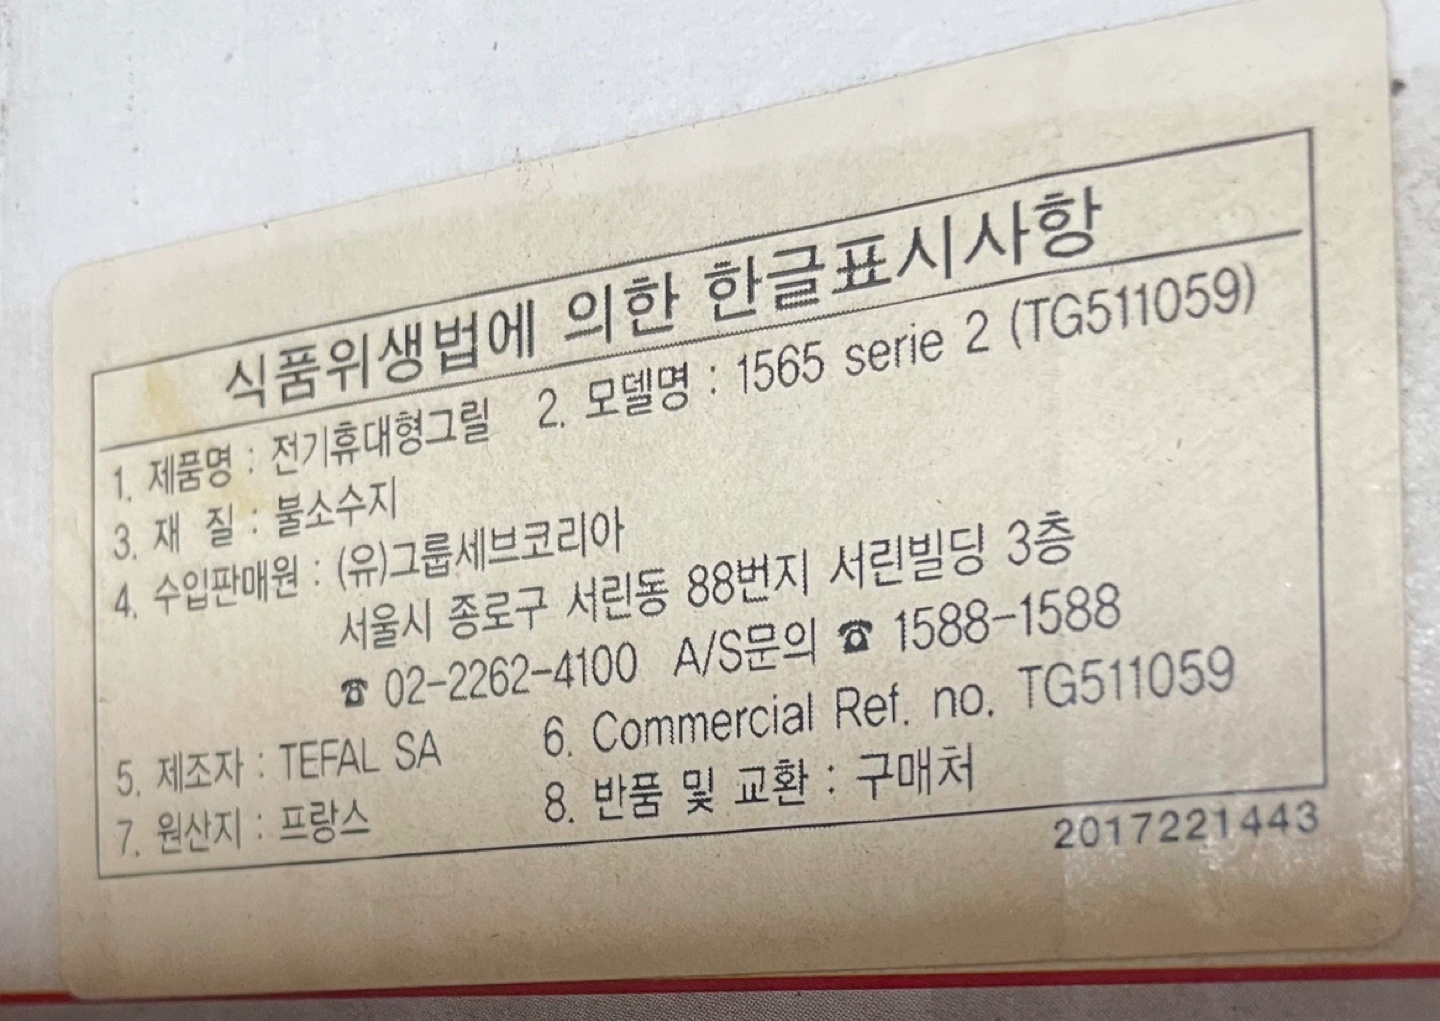 식품위생법에 의한 한글표시사항
1. 제품명 : 전기휴대형그릴 2. 모델명 : 1565 serie 2 (TG511059)
3. 재 질 : 불소수지
4. 수입판매원 : (유)그룹세브코리아
서울시 종로구 서린동 88번지 서린빌딩 3층
☎ 02-2262-4100 A/S문의 ☎ 1588-1588
5. 제조자 : TEFAL SA 6. Commercial Ref. no. TG511059
7. 원산지 : 프랑스 8. 반품 및 교환 : 구매처
2017221443